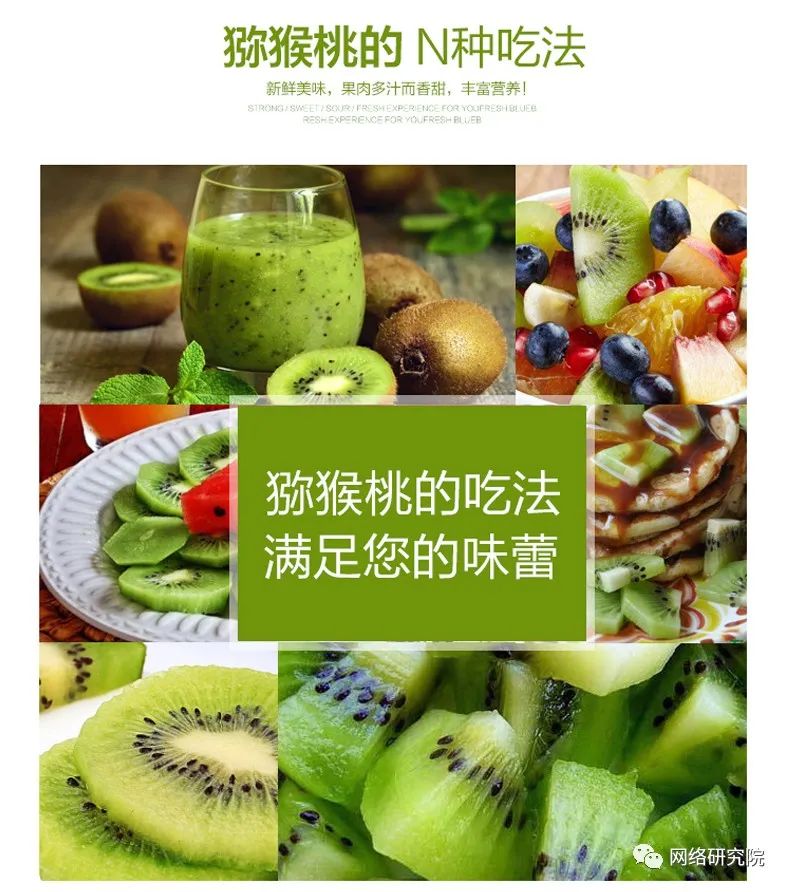 猕猴桃的 N种吃法
新鲜美味，果肉多汁而香甜，丰富营养！
STRONG / SWEET / SOUR / FRESH EXPERIENCE FOR YOUFRESH BLUEB
RESH EXPERIENCE FOR YOUFRESH BLUEB
猕猴桃的吃法
满足您的味蕾
网络研究院